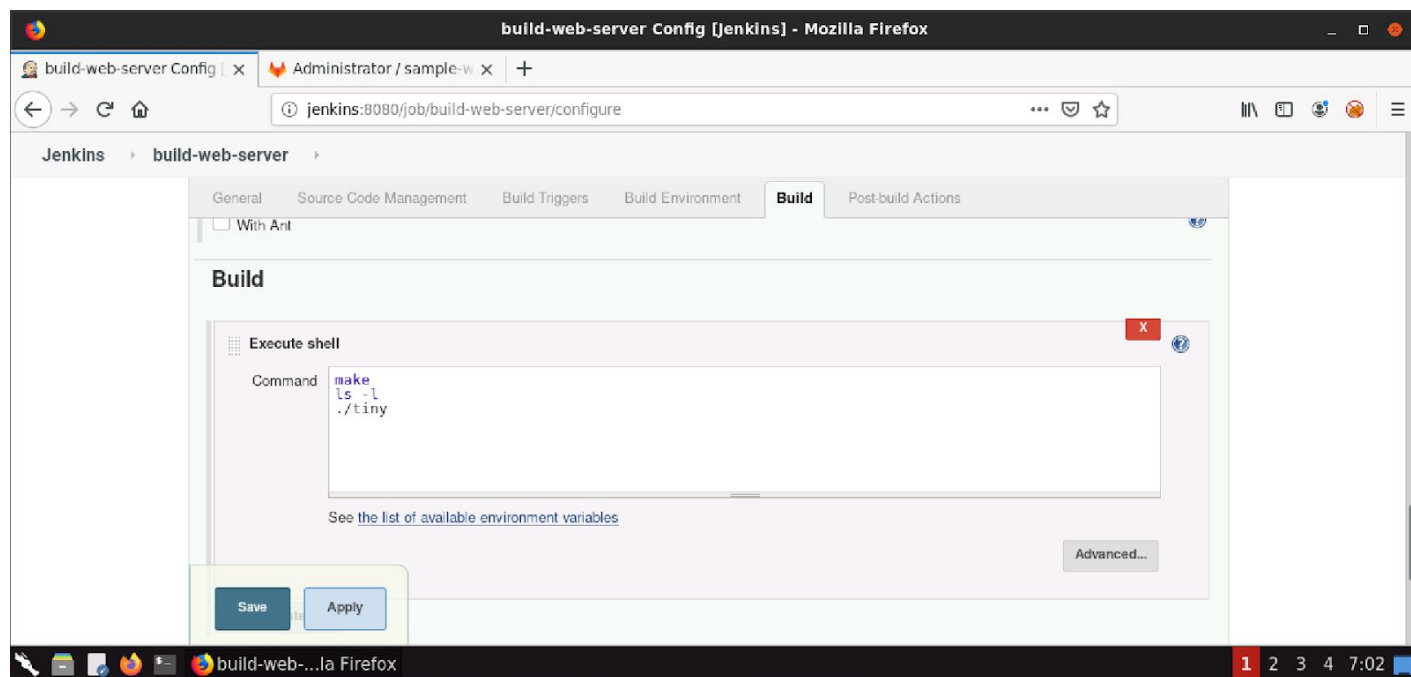 build-web-server Config [Jenkins] - Mozilla Firefox
build-web-server Config [
Administrator / sample-w
jenkins:8080/job/build-web-server/configure
Jenkins build-web-server
General Source Code Management Build Triggers Build Environment Build Post-build Actions
With Ant
Build
X
Execute shell
Command
make
ls -l
./tiny
See the list of available environment variables
Advanced...
Save Apply
build-web-...la Firefox
1 2 3 4 7:02